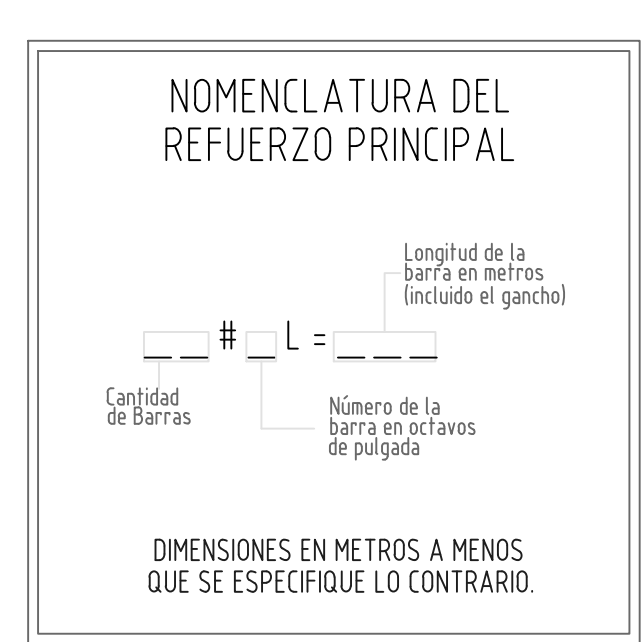 NOMENCLATURA DEL
REFUERZO PRINCIPAL
Longitud de la
barra en metros
(incluido el gancho)
__ __ # __ L = __ __ __
Cantidad
de Barras
Número de la
barra en octavos
de pulgada
DIMENSIONES EN METROS A MENOS
QUE SE ESPECIFIQUE LO CONTRARIO.